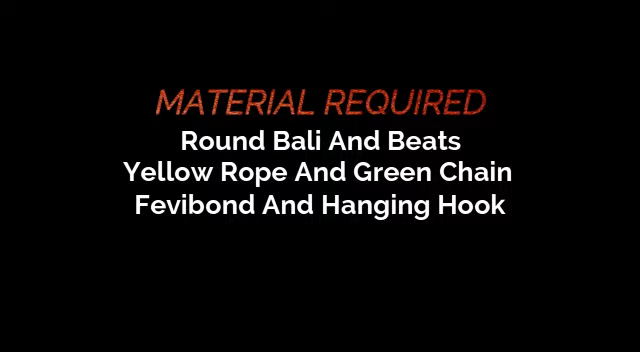 MATERIAL REQUIRED
Round Bali And Beats
Yellow Rope And Green Chain
Fevibond And Hanging Hook